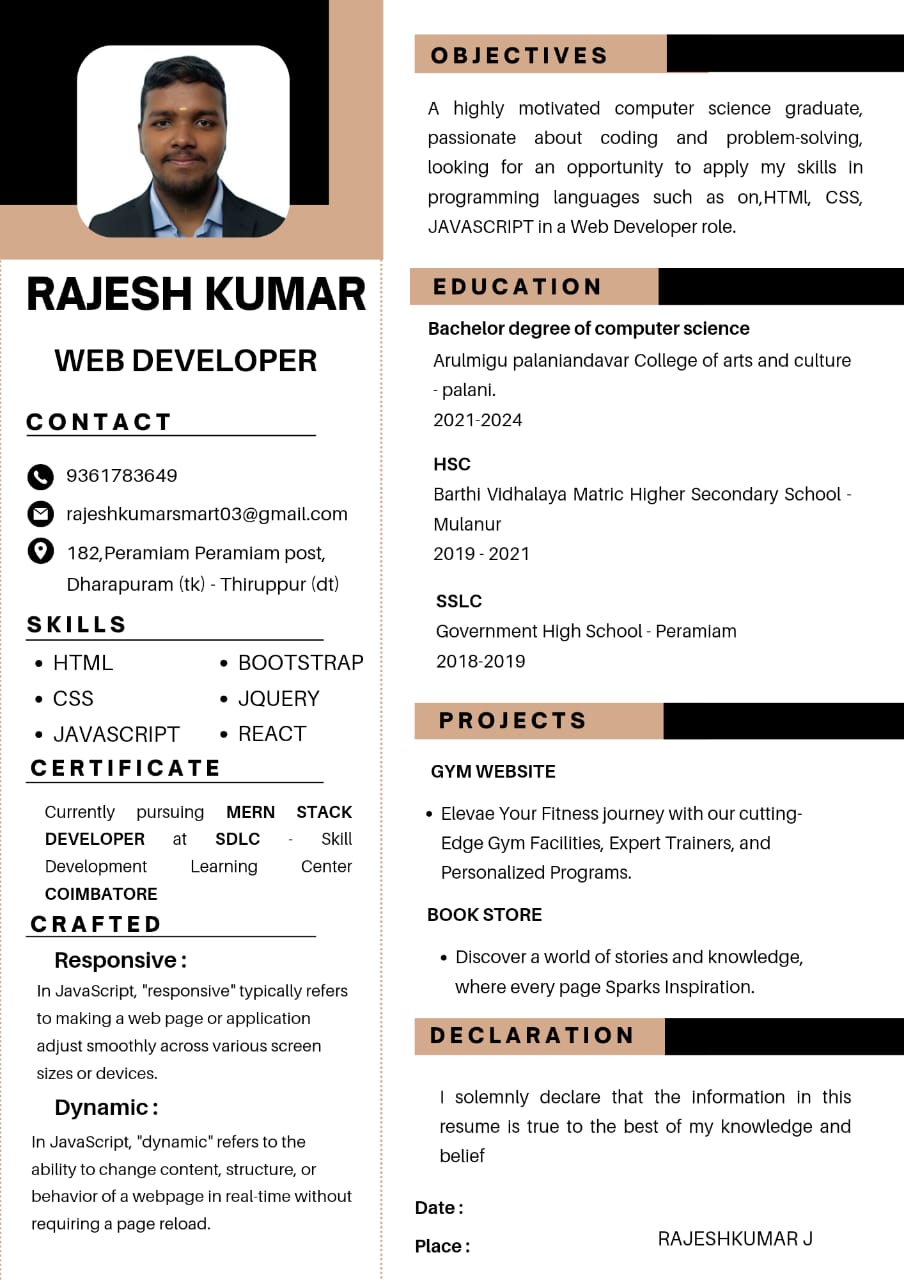 RAJESH KUMAR
WEB DEVELOPER
CONTACT
9361783649
rajeshkumarsmart03@gmail.com
182,Peramiam Peramiam post,
Dharapuram (tk) - Thiruppur (dt)
SKILLS
• HTML
• CSS
• JAVASCRIPT
• BOOTSTRAP
• JQUERY
• REACT
CERTIFICATE
Currently pursuing MERN STACK
DEVELOPER at SDLC - Skill
Development Learning Center
COIMBATORE
CRAFTED
Responsive :
In JavaScript, "responsive" typically refers
to making a web page or application
adjust smoothly across various screen
sizes or devices.
Dynamic :
In JavaScript, "dynamic" refers to the
ability to change content, structure, or
behavior of a webpage in real-time without
requiring a page reload.
OBJECTIVES
A highly motivated computer science graduate,
passionate about coding and problem-solving,
looking for an opportunity to apply my skills in
programming languages such as on,HTMl, CSS,
JAVASCRIPT in a Web Developer role.
EDUCATION
Bachelor degree of computer science
Arulmigu palaniandavar College of arts and culture
- palani.
2021-2024
HSC
Barthi Vidhalaya Matric Higher Secondary School -
Mulanur
2019 - 2021
SSLC
Government High School - Peramiam
2018-2019
PROJECTS
GYM WEBSITE
• Elevae Your Fitness journey with our cutting-
Edge Gym Facilities, Expert Trainers, and
Personalized Programs.
BOOK STORE
• Discover a world of stories and knowledge,
where every page Sparks Inspiration.
DECLARATION
I solemnly declare that the information in this
resume is true to the best of my knowledge and
belief
Date :
Place :
RAJESHKUMAR J